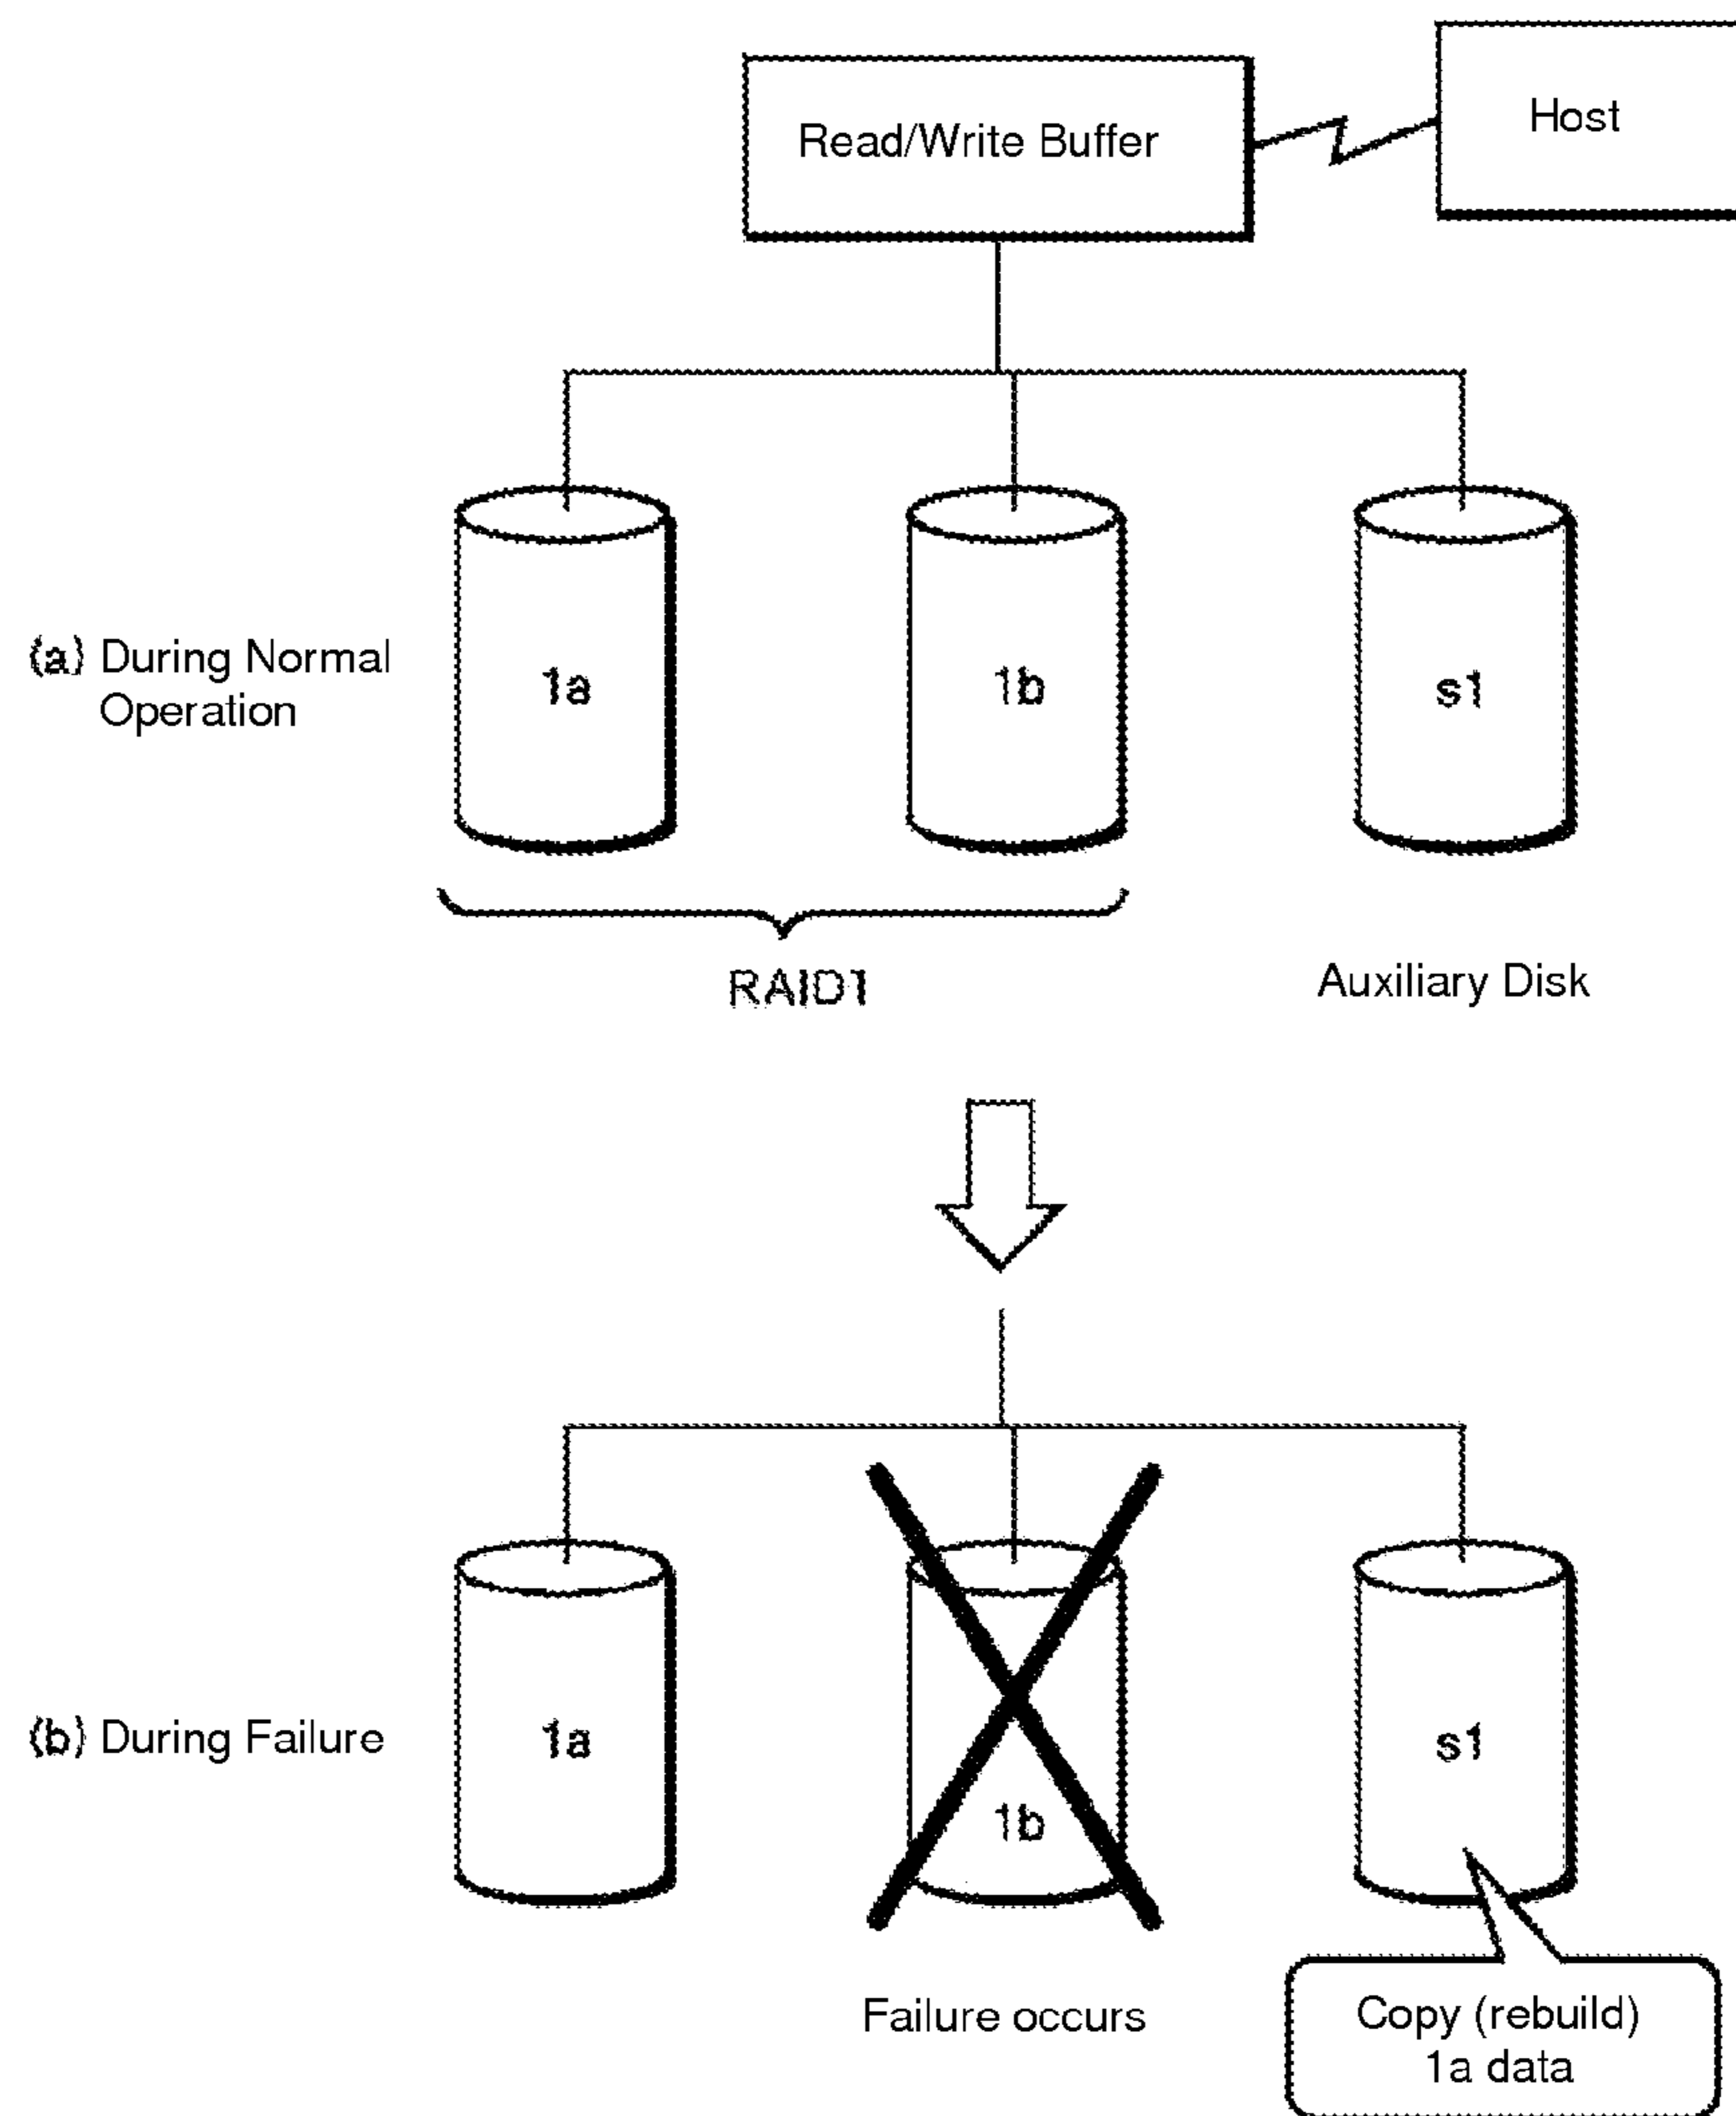 Host
Read/Write Buffer
(a) During Normal
Operation
1a
1b
s1
RAID1
Auxiliary Disk
(b) During Failure
1a
1b
s1
Failure occurs
Copy (rebuild)
1a data